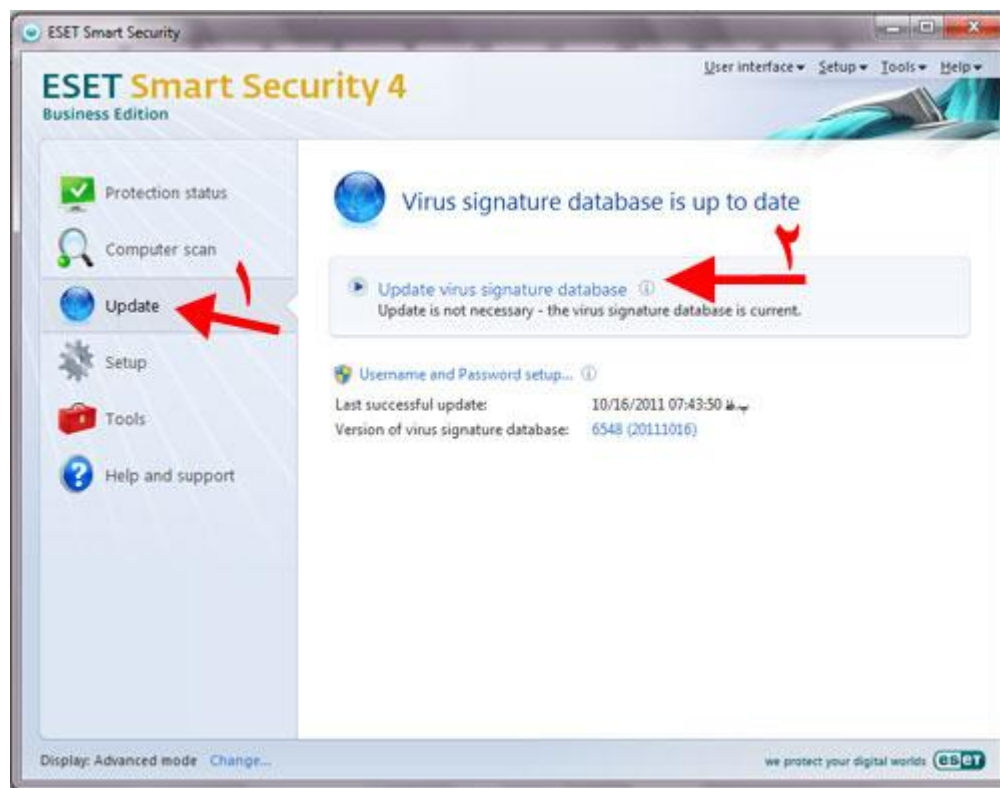 ESET Smart Security
User interface Setup Tools Help
ESET Smart Security 4
Business Edition
Protection status
Computer scan
Update
Setup
Tools
Help and support
۱
Virus signature database is up to date
۲
Update virus signature database
Update is not necessary - the virus signature database is current.
Username and Password setup...
Last successful update: 10/16/2011 07:43:50
Version of virus signature database: 6548 (20111016)
Display: Advanced mode Change...
we protect your digital worlds eseT